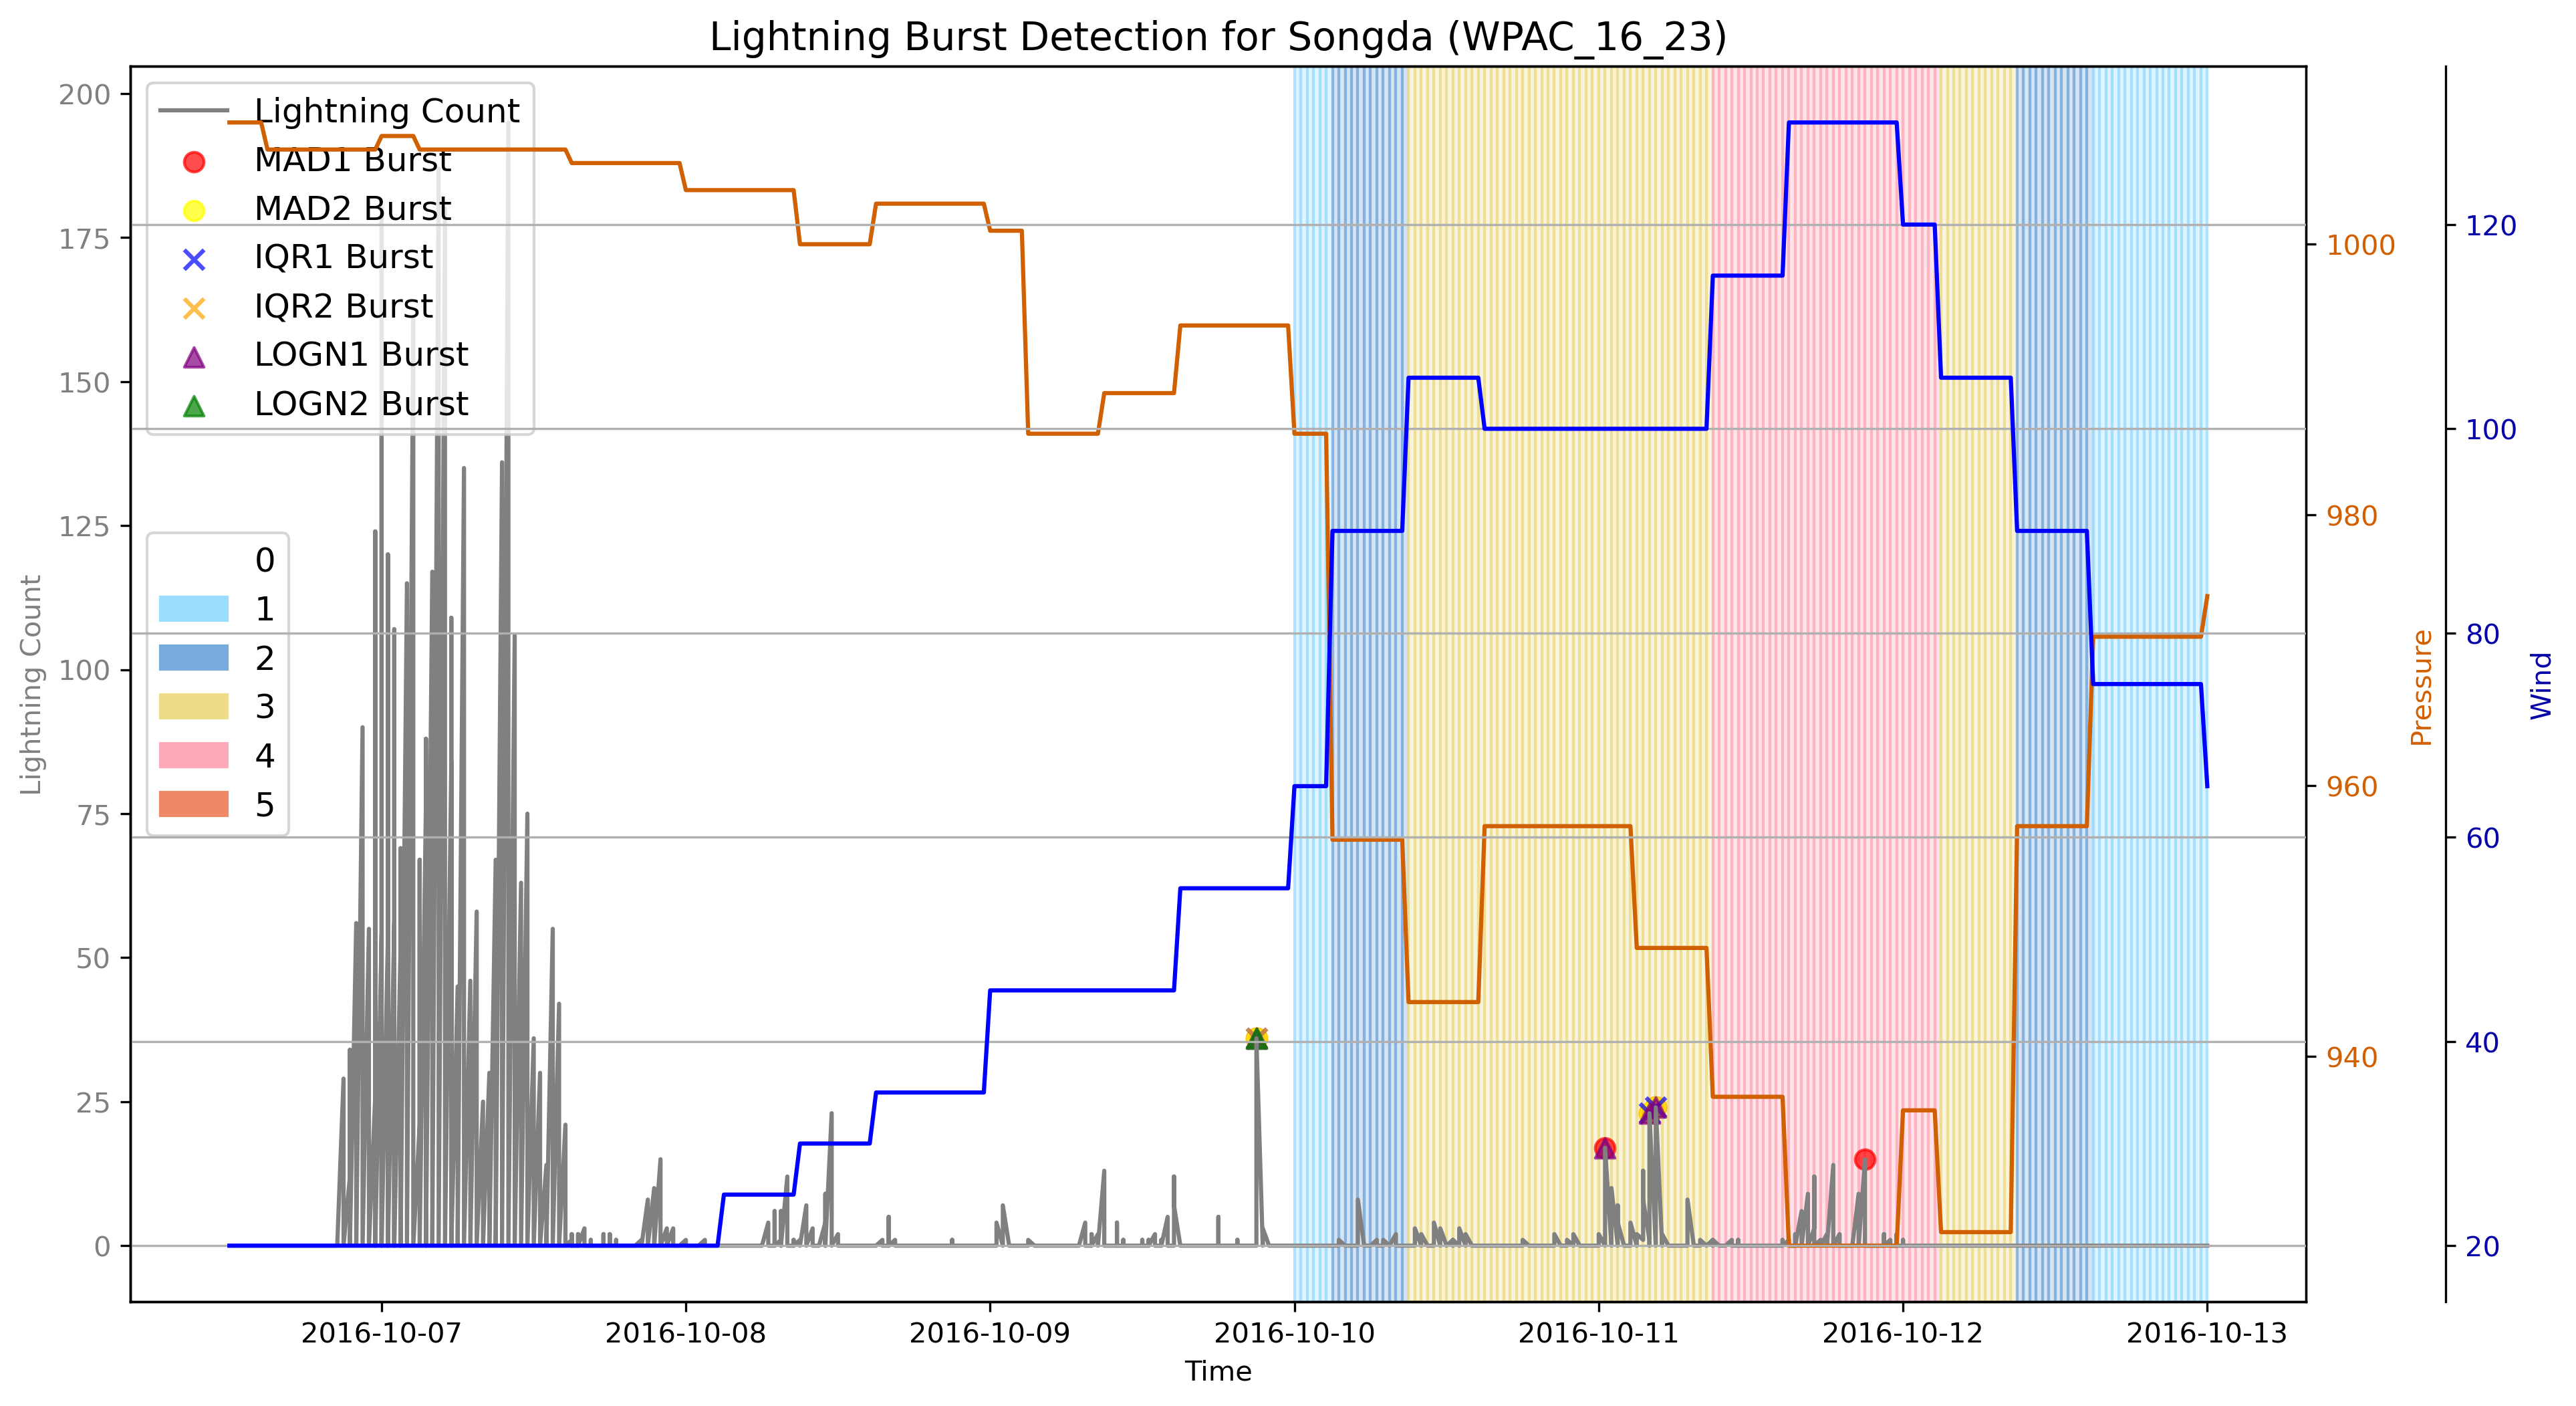 Lightning Burst Detection for Songda (WPAC_16_23)
Lightning Count
MAD1 Burst
MAD2 Burst
IQR1 Burst
IQR2 Burst
LOGN1 Burst
LOGN2 Burst
0
1
2
3
4
5
200
175
150
125
100
75
50
25
0
Lightning Count
1000
980
960
940
Pressure
120
100
80
60
40
20
Wind
2016-10-07
2016-10-08
2016-10-09
2016-10-10
2016-10-11
2016-10-12
2016-10-13
Time